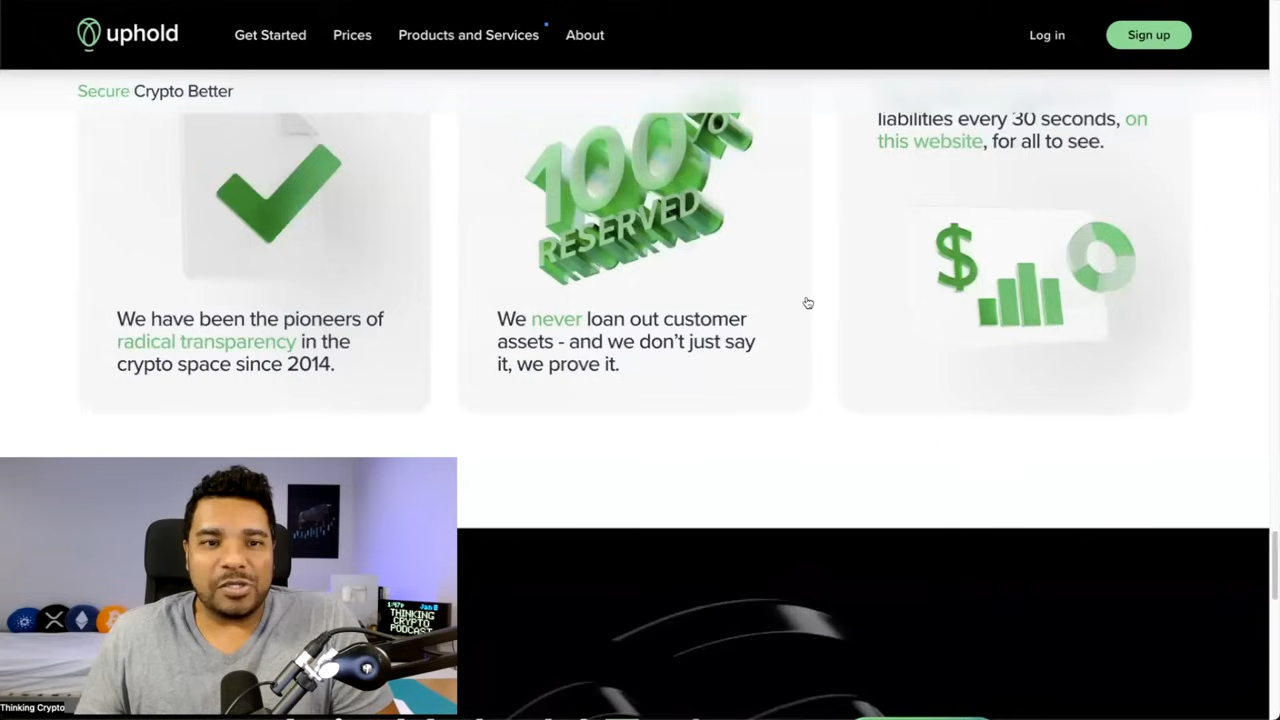 uphold
Get Started
Prices
Products and Services
About
Log in
Sign up
Secure Crypto Better
liabilities every 30 seconds, on
this website, for all to see.
100%
RESERVED
We have been the pioneers of
radical transparency in the
crypto space since 2014.
We never loan out customer
assets - and we don't just say
it, we prove it.
THINKING
CRYPTO
PODCAST
Thinking Crypto